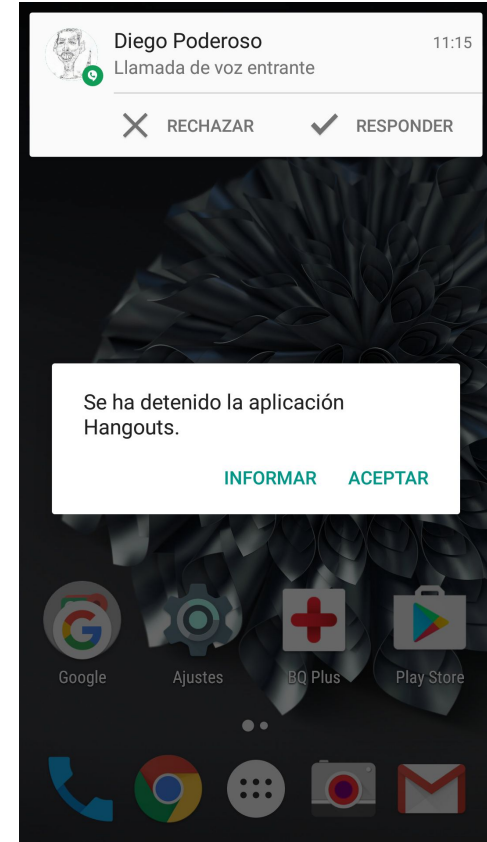 Diego Poderoso 11:15
Llamada de voz entrante
RECHAZAR RESPONDER
Se ha detenido la aplicación
Hangouts.
INFORMAR ACEPTAR
Google Ajustes BQ Plus Play Store